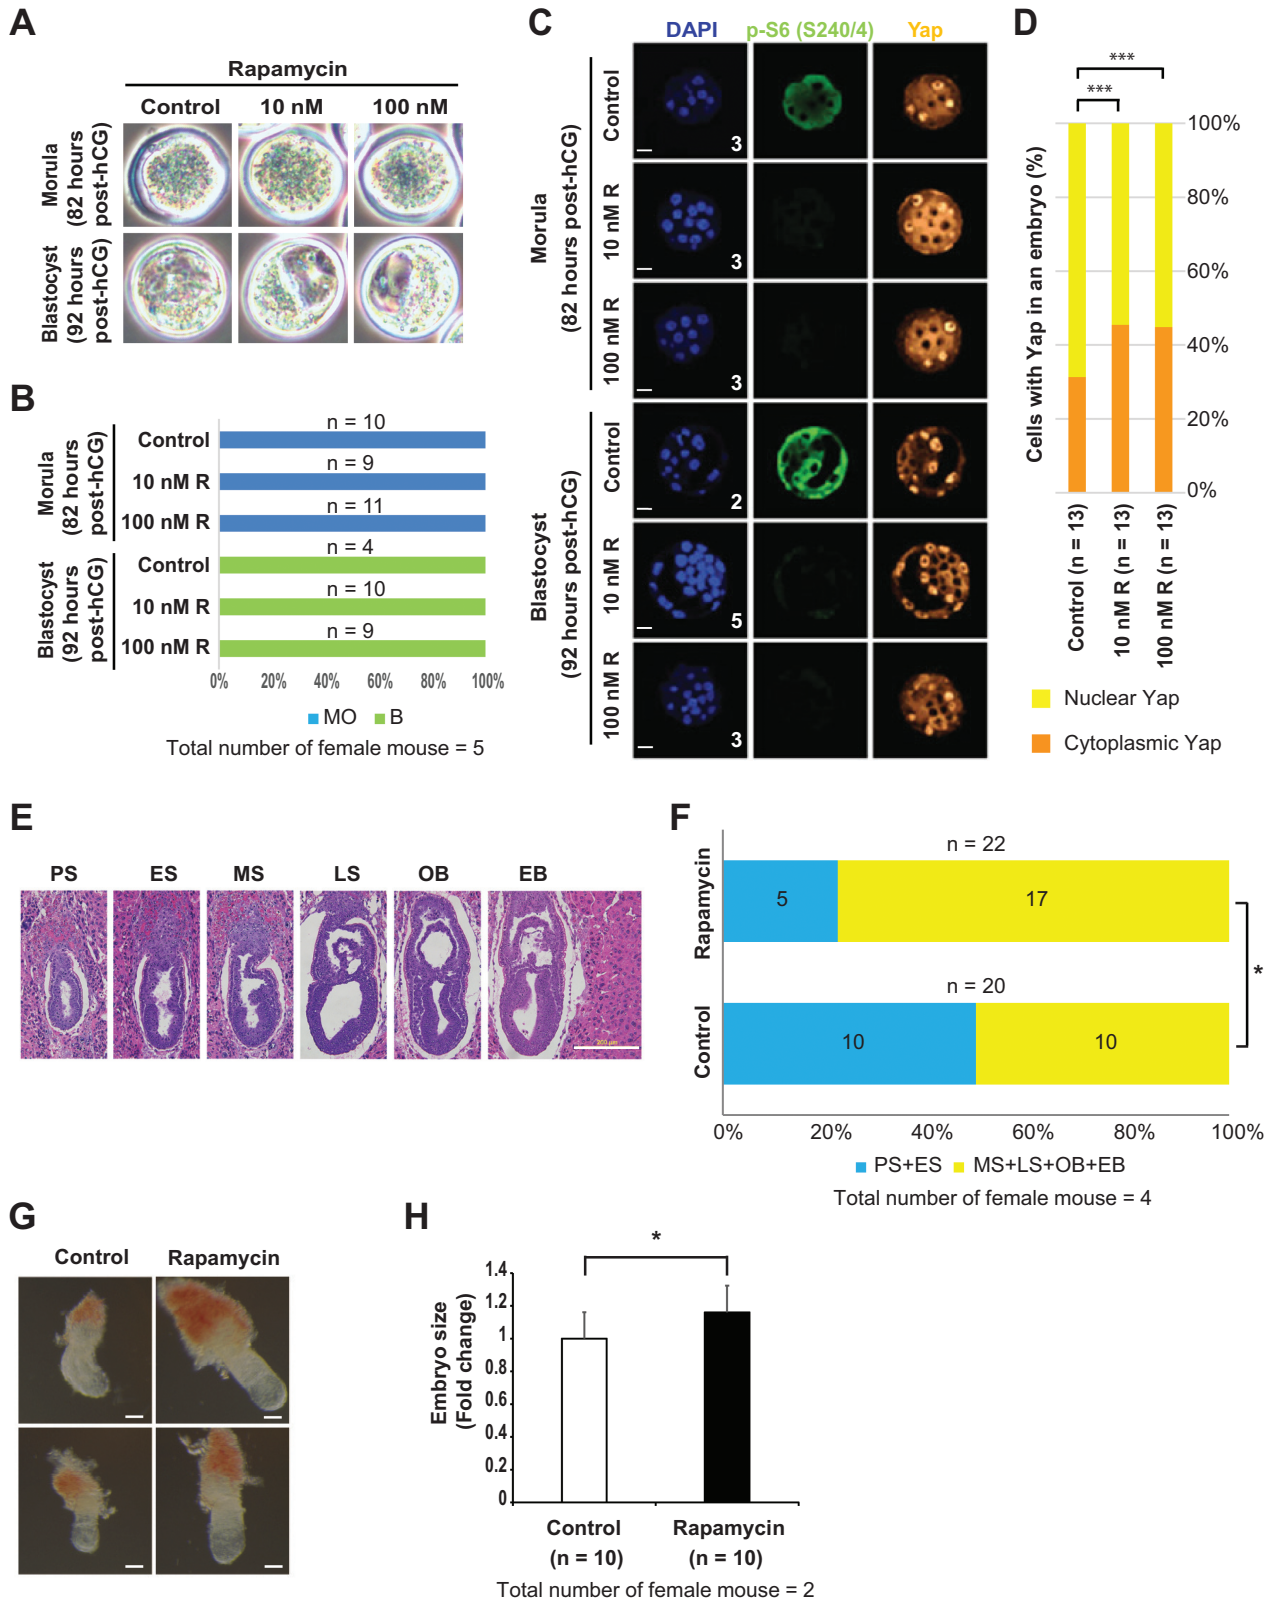 A
Rapamycin
Control
10 nM
100 nM
Morula
(82 hours
post-hCG)
Blastocyst
(92 hours
post-hCG)
B
Morula
(82 hours
post-hCG)
Blastocyst
(92 hours
post-hCG)
Control
n = 10
10 nM R
n = 9
100 nM R
n = 11
Control
n = 4
10 nM R
n = 10
100 nM R
n = 9
0% 20% 40% 60% 80% 100%
MO B
Total number of female mouse = 5
C
DAPI p-S6 (S240/4) Yap
Morula
(82 hours post-hCG)
Control
3
10 nM R
3
100 nM R
3
Blastocyst
(92 hours post-hCG)
Control
2
10 nM R
5
100 nM R
3
D
***
***
Cells with Yap in an embryo (%)
100%
80%
60%
40%
20%
0%
Control (n = 13)
10 nM R (n = 13)
100 nM R (n = 13)
Nuclear Yap
Cytoplasmic Yap
E
PS ES MS LS OB EB
200 µm
F
Rapamycin
n = 22
5 17
Control
n = 20
10 10
*
0% 20% 40% 60% 80% 100%
PS+ES MS+LS+OB+EB
Total number of female mouse = 4
G
Control Rapamycin
H
*
Embryo size
(Fold change)
1.4
1.2
1
0.8
0.6
0.4
0.2
0
Control
(n = 10)
Rapamycin
(n = 10)
Total number of female mouse = 2